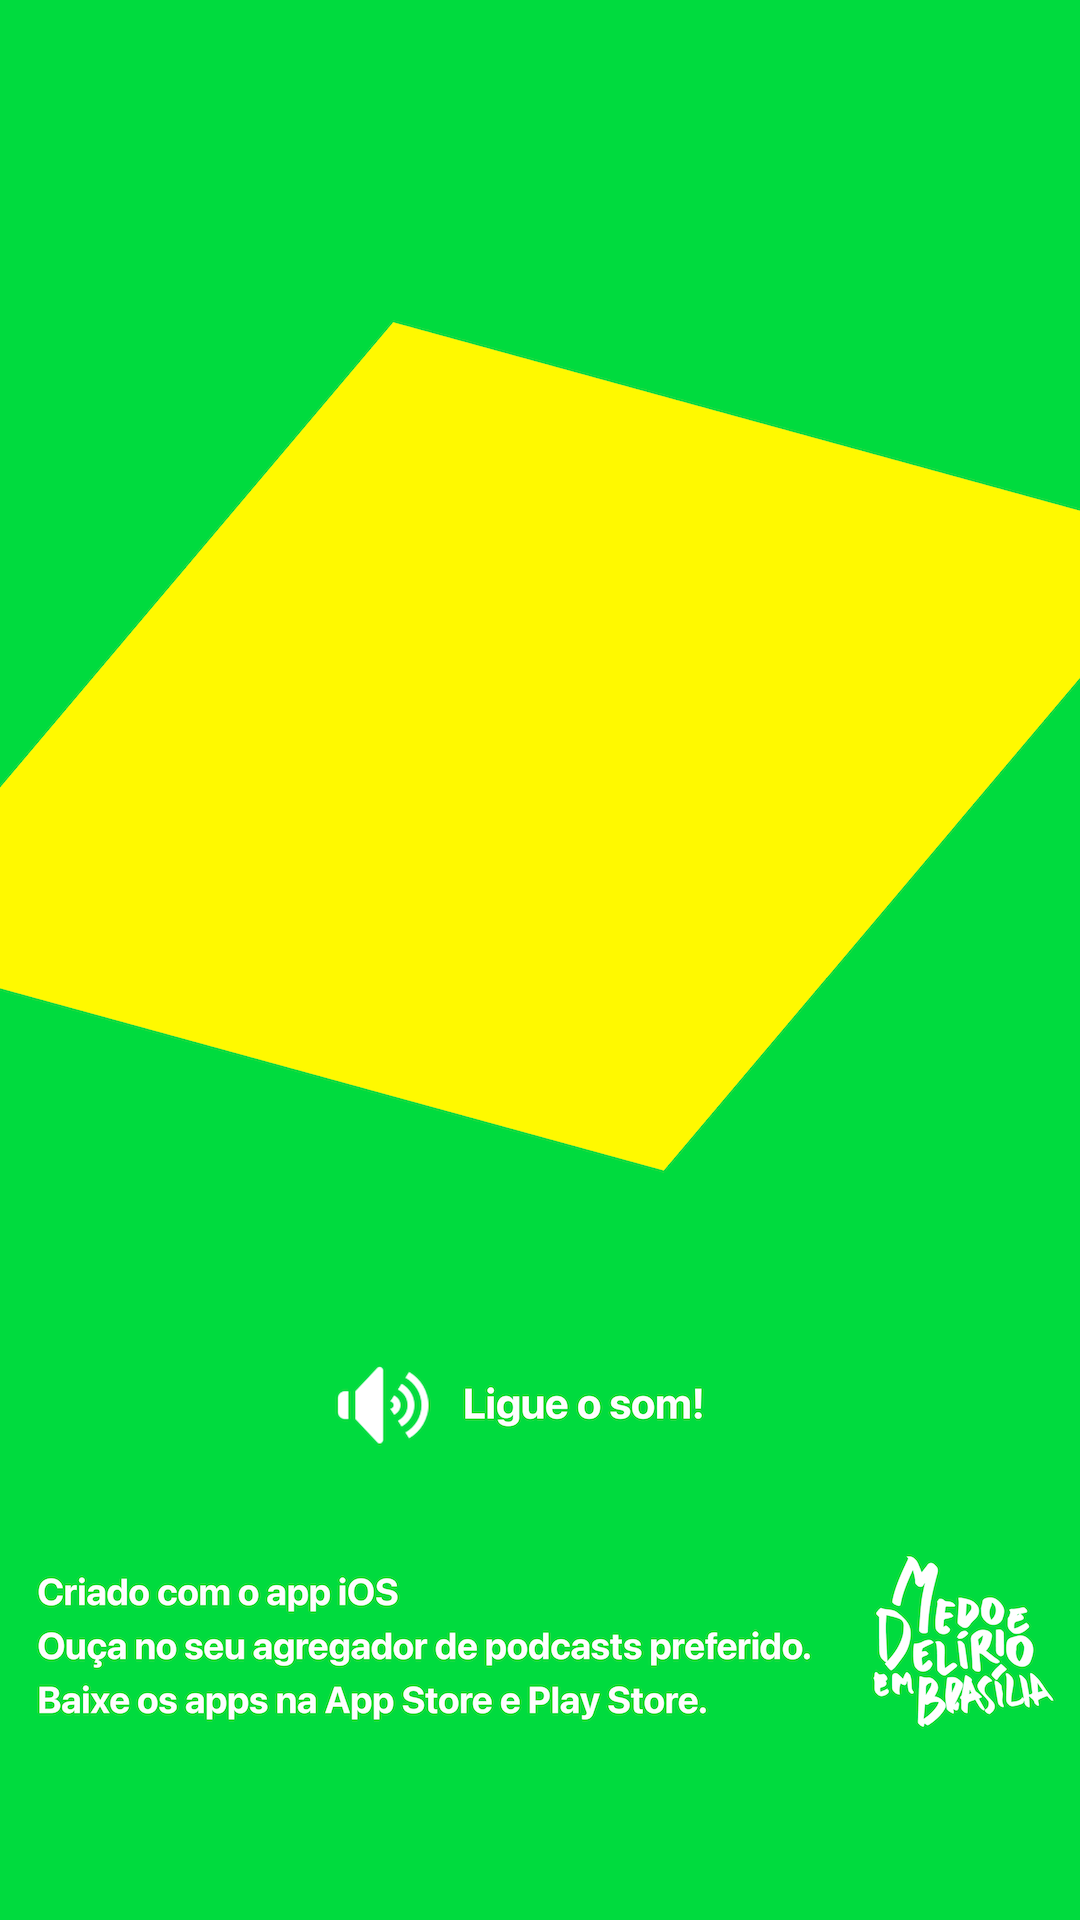 Ligue o som!
Criado com o app iOS
Ouça no seu agregador de podcasts preferido.
Baixe os apps na App Store e Play Store.
MEDO E
DELÍRIO
EM BRASÍLIA